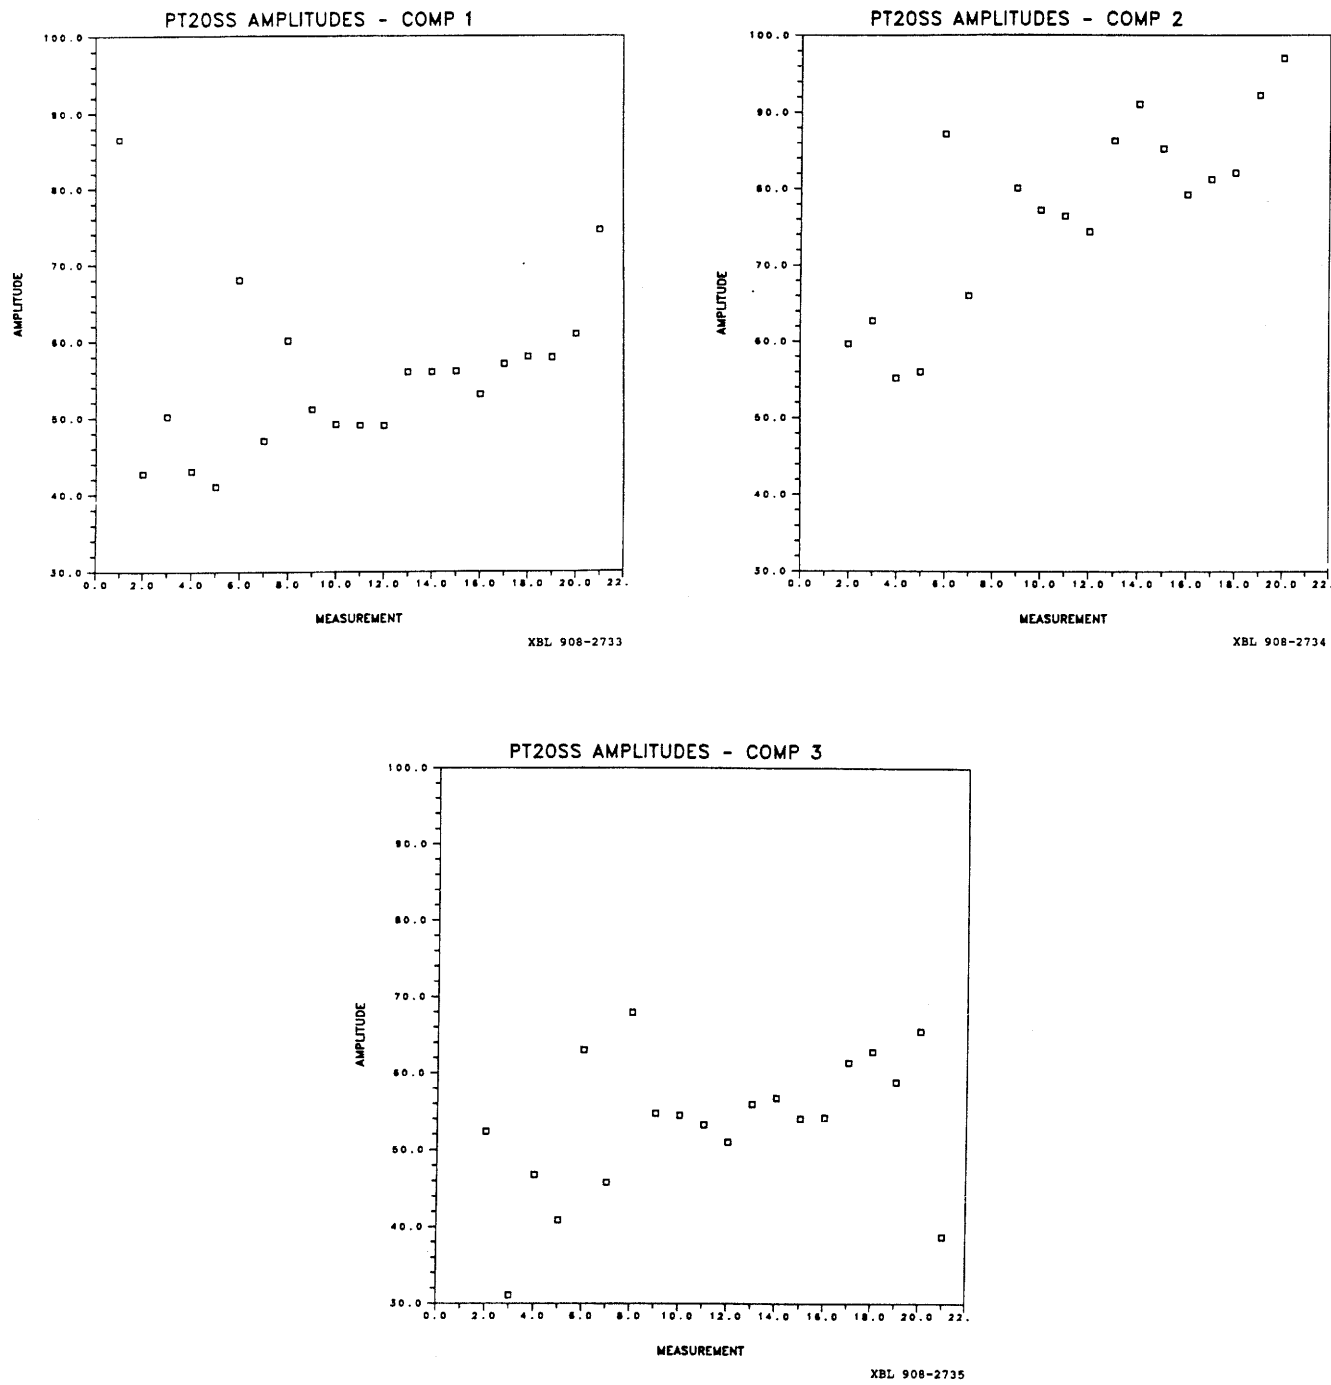 PT20SS AMPLITUDES - COMP 1
100.0
90.0
80.0
70.0
60.0
50.0
40.0
30.0
AMPLITUDE
0.0 2.0 4.0 6.0 8.0 10.0 12.0 14.0 16.0 18.0 20.0 22.
MEASUREMENT
XBL 908-2733
PT20SS AMPLITUDES - COMP 2
100.0
90.0
80.0
70.0
60.0
50.0
40.0
30.0
AMPLITUDE
0.0 2.0 4.0 6.0 8.0 10.0 12.0 14.0 16.0 18.0 20.0 22.
MEASUREMENT
XBL 908-2734
PT20SS AMPLITUDES - COMP 3
100.0
90.0
80.0
70.0
60.0
50.0
40.0
30.0
AMPLITUDE
0.0 2.0 4.0 6.0 8.0 10.0 12.0 14.0 16.0 18.0 20.0 22.
MEASUREMENT
XBL 908-2735